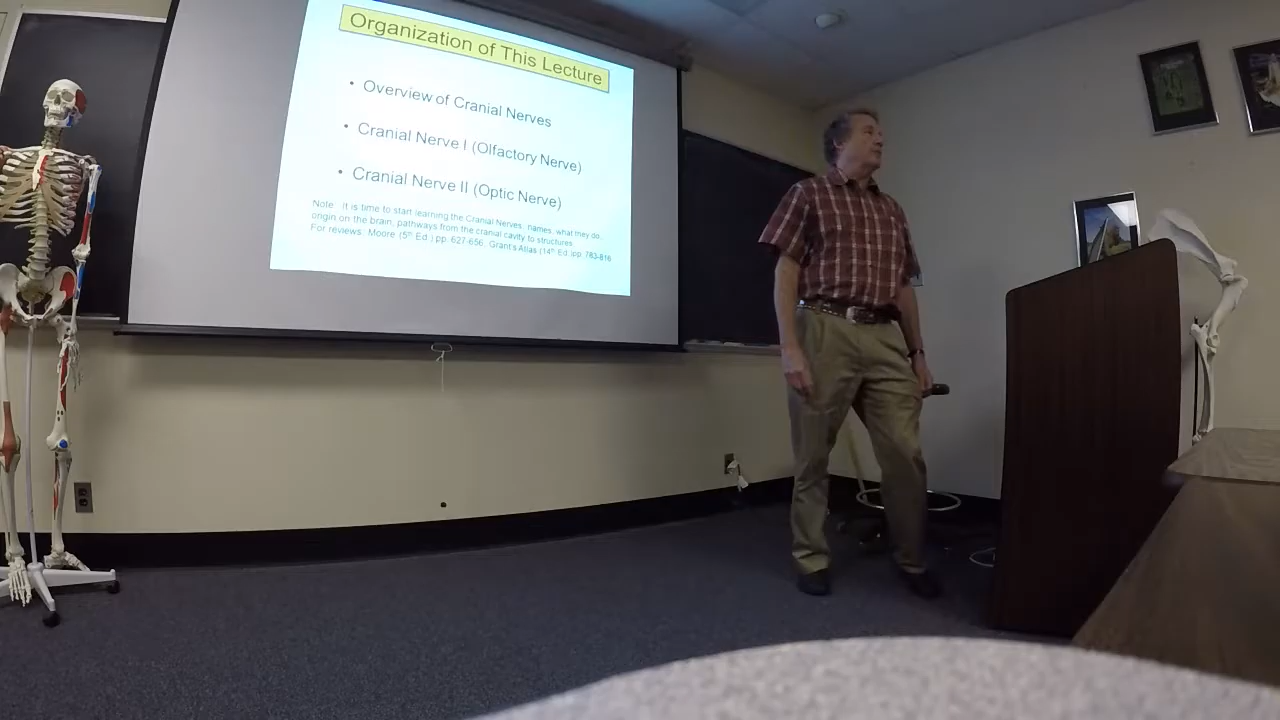 Organization of This Lecture
• Overview of Cranial Nerves
• Cranial Nerve I (Olfactory Nerve)
• Cranial Nerve II (Optic Nerve)
Note: It is time to start learning the Cranial Nerves, names, what they do,
origin on the brain, pathways from the cranial cavity to structures.
For reviews: Moore (5th Ed.) pp. 627-656, Grant's Atlas (14th Ed. pp. 783-816